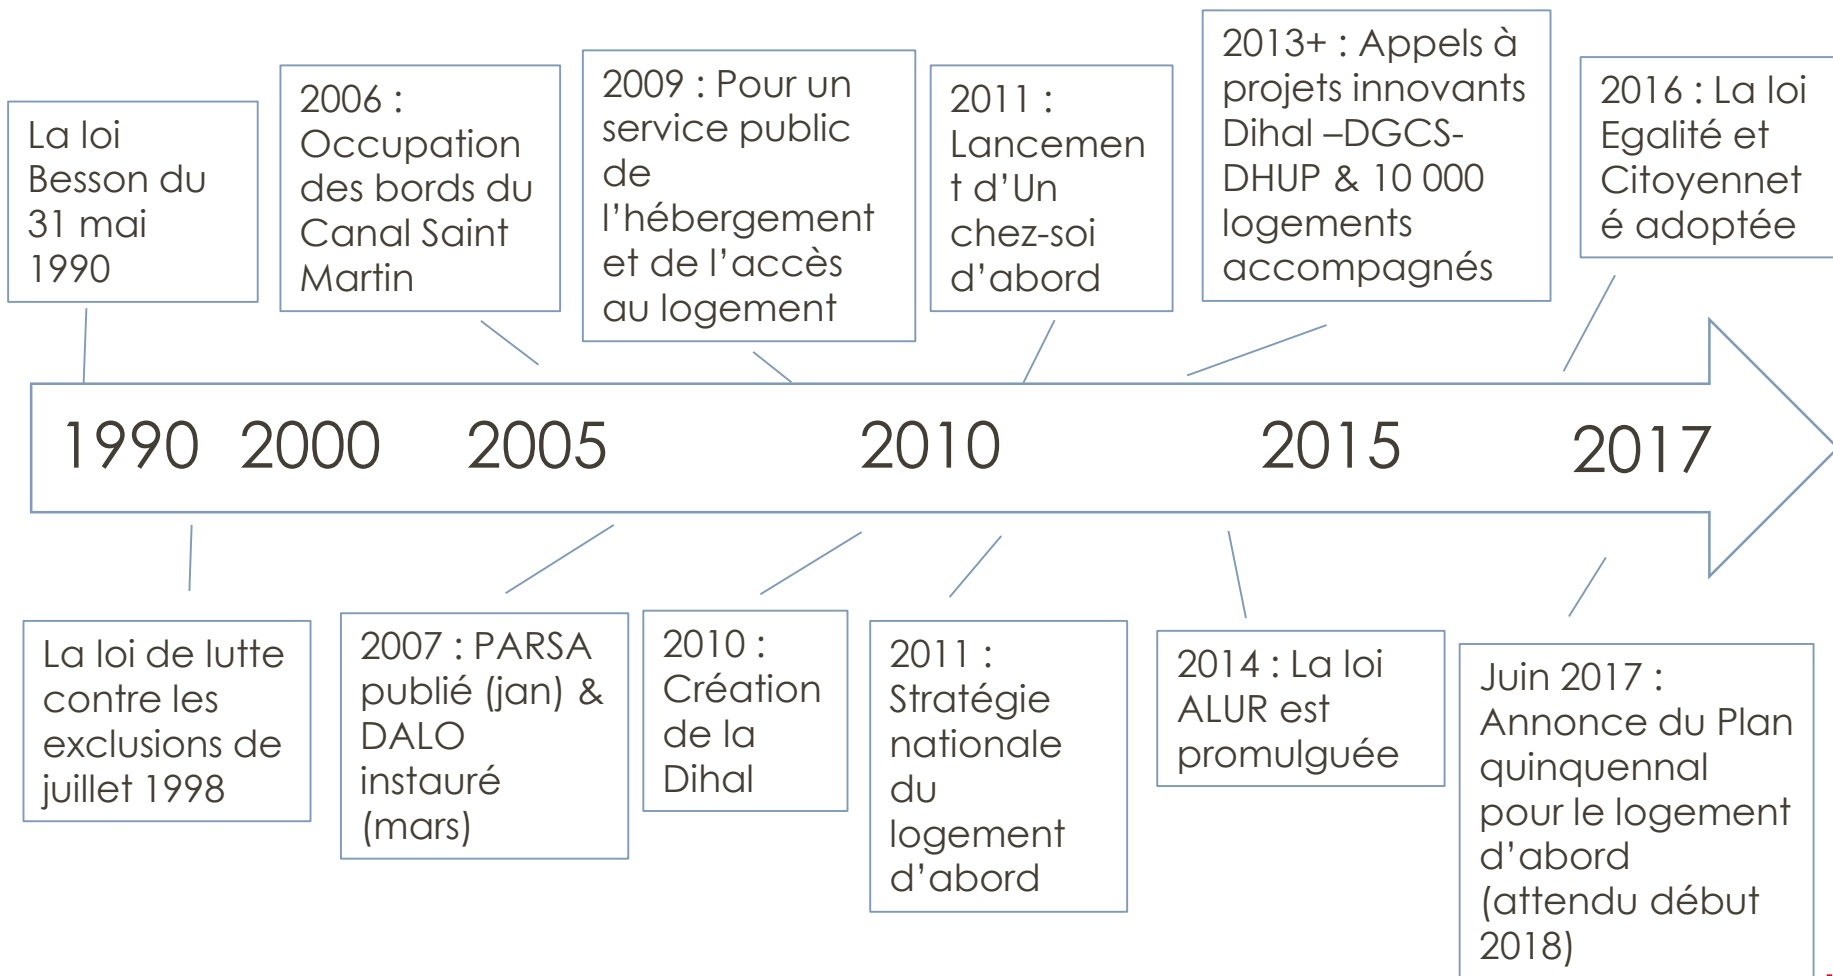 La loi
Besson du
31 mai
1990
2006 :
Occupation
des bords du
Canal Saint
Martin
2009 : Pour un
service public
de
l’hébergement
et de l’accès
au logement
2011 :
Lancemen
t d’Un
chez-soi
d’abord
2013+ : Appels à
projets innovants
Dihal –DGCS-
DHUP & 10 000
logements
accompagnés
2016 : La loi
Egalité et
Citoyennet
é adoptée
1990
2000
2005
2010
2015
2017
La loi de lutte
contre les
exclusions de
juillet 1998
2007 : PARSA
publié (jan) &
DALO
instauré
(mars)
2010 :
Création
de la
Dihal
2011 :
Stratégie
nationale
du
logement
d’abord
2014 : La loi
ALUR est
promulguée
Juin 2017 :
Annonce du Plan
quinquennal
pour le logement
d’abord
(attendu début
2018)